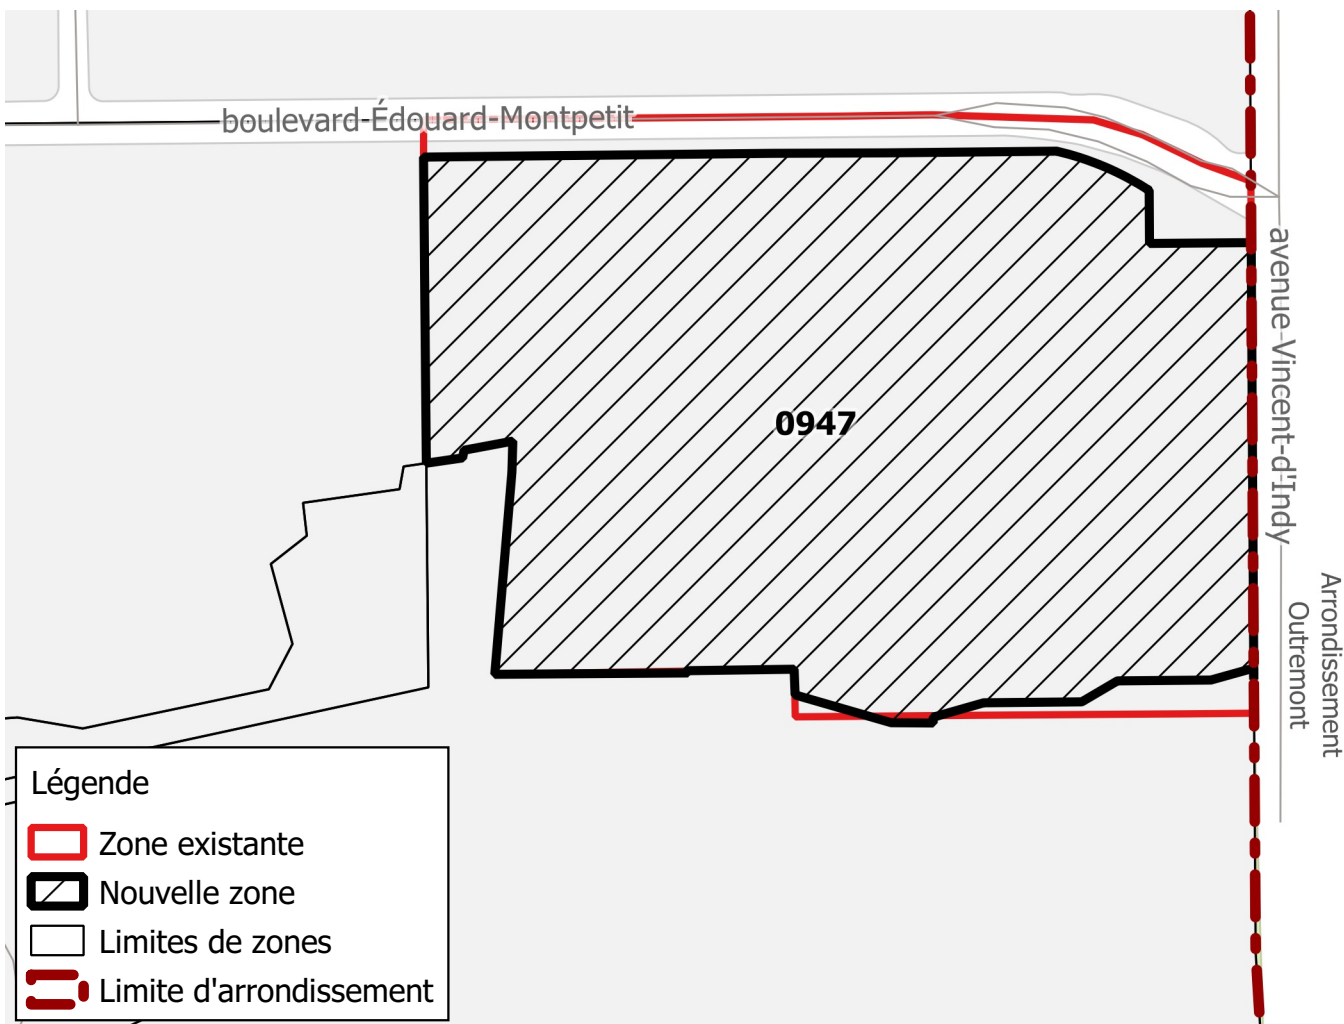 boulevard-Édouard-Montpetit
0947
avenue-Vincent-d'Indy
Arrondissement
Outremont
Légende
Zone existante
Nouvelle zone
Limites de zones
Limite d'arrondissement